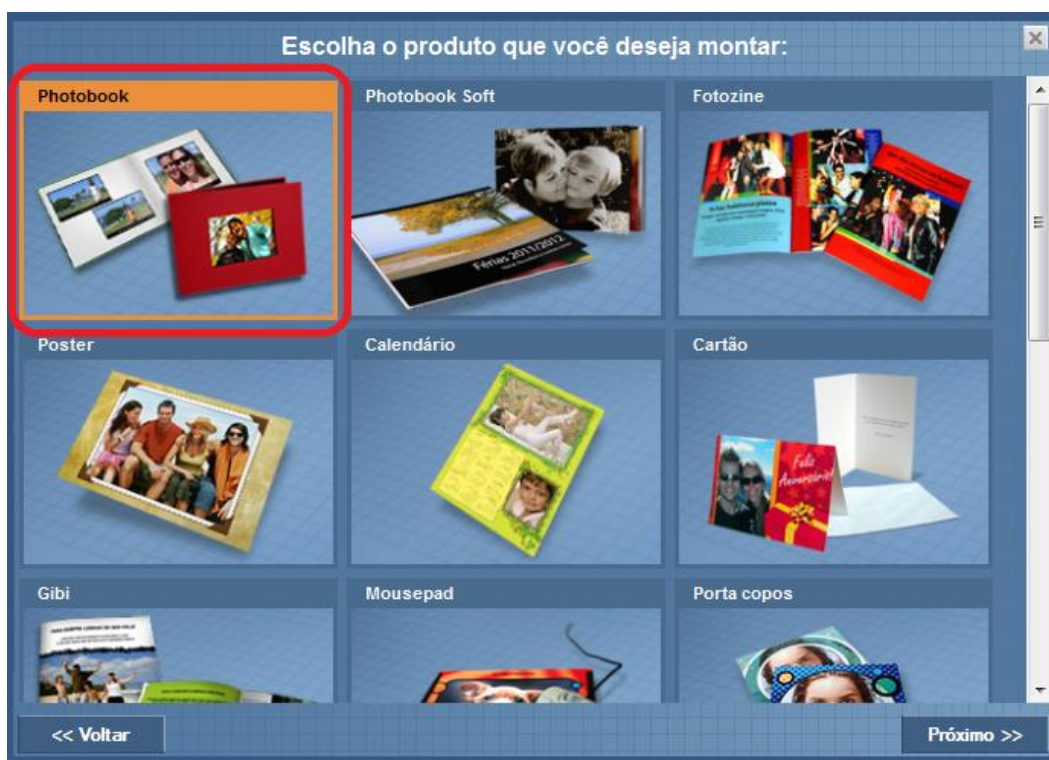 Escolha o produto que você deseja montar:
Photobook
Photobook Soft
Fotozine
Férias 2011/2012
Poster
Calendário
Cartão
Feliz
Aniversário!
Gibi
Mousepad
Porta copos
<< Voltar
Próximo >>